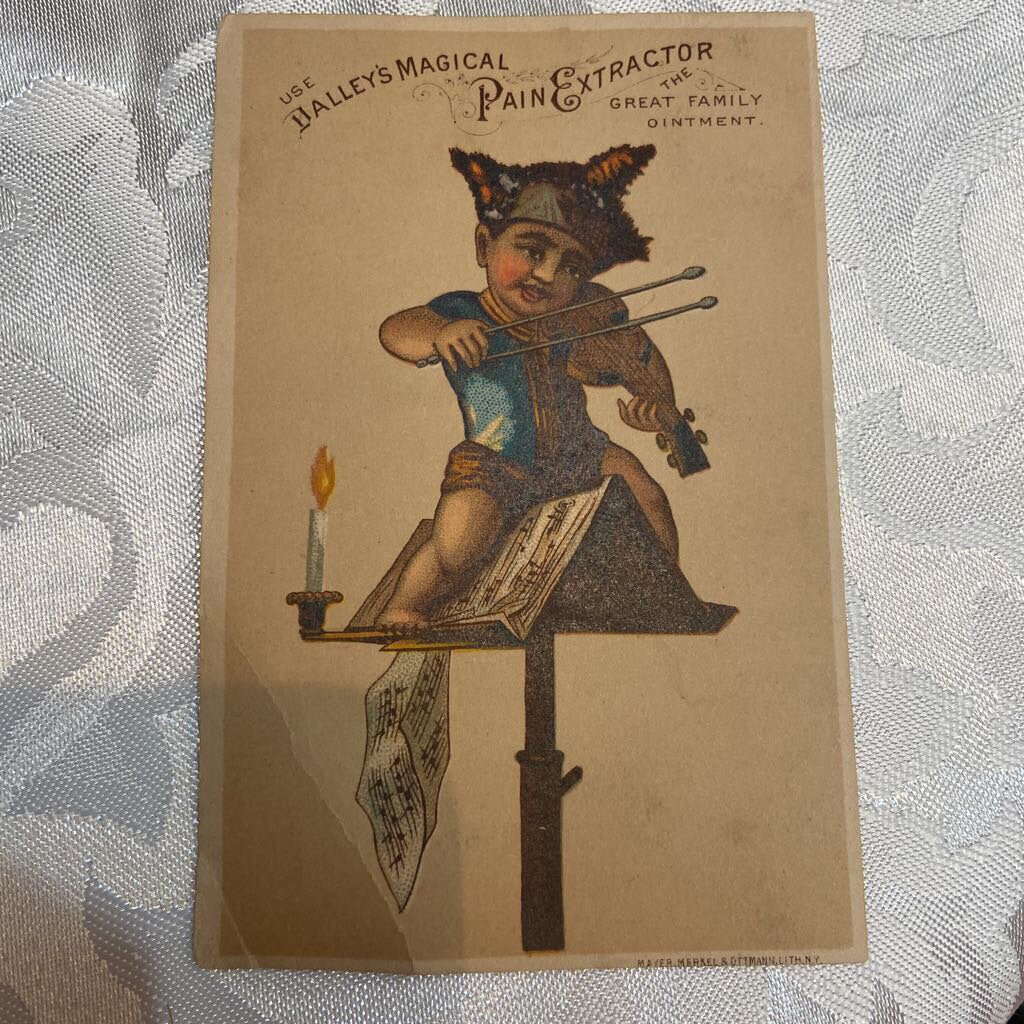 USE
DALLEY'S MAGICAL
PAIN EXTRACTOR
THE
GREAT FAMILY
OINTMENT.
MAYER, MERKEL & OTTMANN, LITH. N.Y.